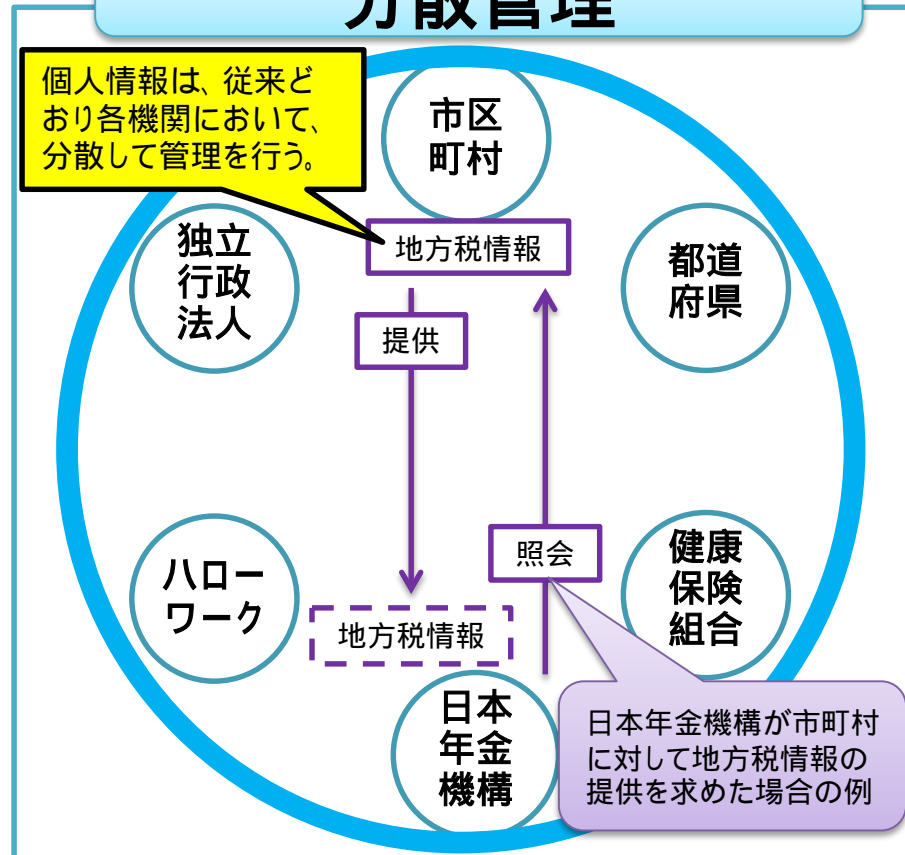 分散管理
個人情報は、従来ど
おり各機関において、
分散して管理を行う。
市区
町村
地方税情報
独立
行政
法人
都道
府県
提供
照会
健康
保険
組合
ハロー
ワーク
地方税情報
日本
年金
機構
日本年金機構が市町村
に対して地方税情報の
提供を求めた場合の例